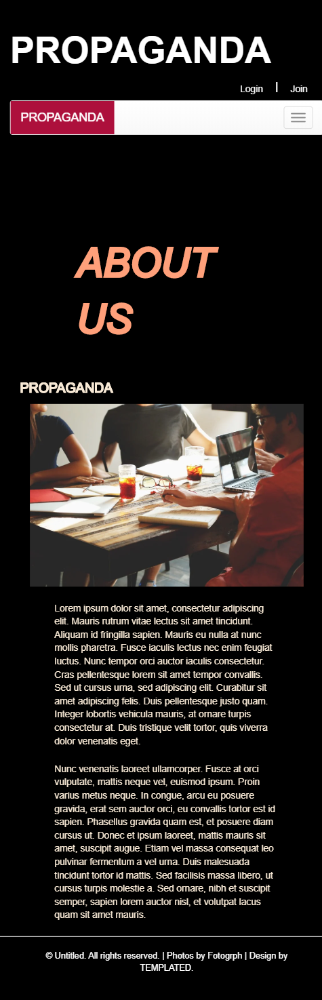 PROPAGANDA
Login | Join
PROPAGANDA
ABOUT
US
PROPAGANDA
Lorem ipsum dolor sit amet, consectetur adipiscing
elit. Mauris rutrum vitae lectus sit amet tincidunt.
Aliquam id fringilla sapien. Mauris eu nulla at nunc
mollis pharetra. Fusce iaculis lectus nec enim feugiat
luctus. Nunc tempor orci auctor iaculis consectetur.
Cras pellentesque lorem sit amet tempor convallis.
Sed ut cursus urna, sed adipiscing elit. Curabitur sit
amet adipiscing felis. Duis pellentesque justo quam.
Integer lobortis vehicula mauris, at ornare turpis
consectetur at. Duis tristique velit tortor, quis viverra
dolor venenatis eget.
Nunc venenatis laoreet ullamcorper. Fusce at orci
vulputate, mattis neque vel, euismod ipsum. Proin
varius metus neque. In congue, arcu eu posuere
gravida, erat sem auctor orci, eu convallis tortor est id
sapien. Phasellus gravida quam est, et posuere diam
cursus ut. Donec et ipsum laoreet, mattis mauris sit
amet, suscipit augue. Etiam vel massa consequat leo
pulvinar fermentum a vel urna. Duis malesuada
tincidunt tortor id mattis. Sed facilisis massa libero, ut
cursus turpis molestie a. Sed ornare, nibh et suscipit
semper, sapien lorem auctor nisl, et volutpat lacus
quam sit amet mauris.
© Untitled. All rights reserved. | Photos by Fotogrph | Design by
TEMPLATED.